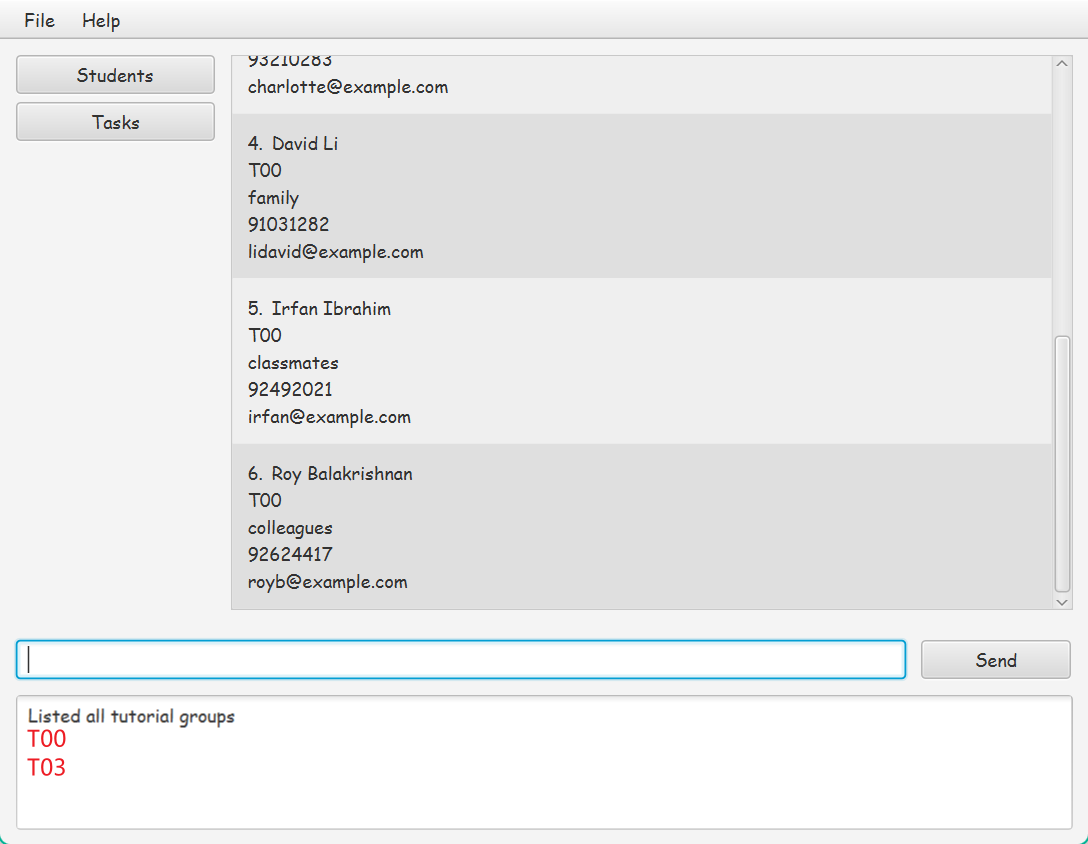 File Help
Students
Tasks
93210283
charlotte@example.com
4. David Li
T00
family
91031282
lidavid@example.com
5. Irfan Ibrahim
T00
classmates
92492021
irfan@example.com
6. Roy Balakrishnan
T00
colleagues
92624417
royb@example.com
Send
Listed all tutorial groups
T00
T03